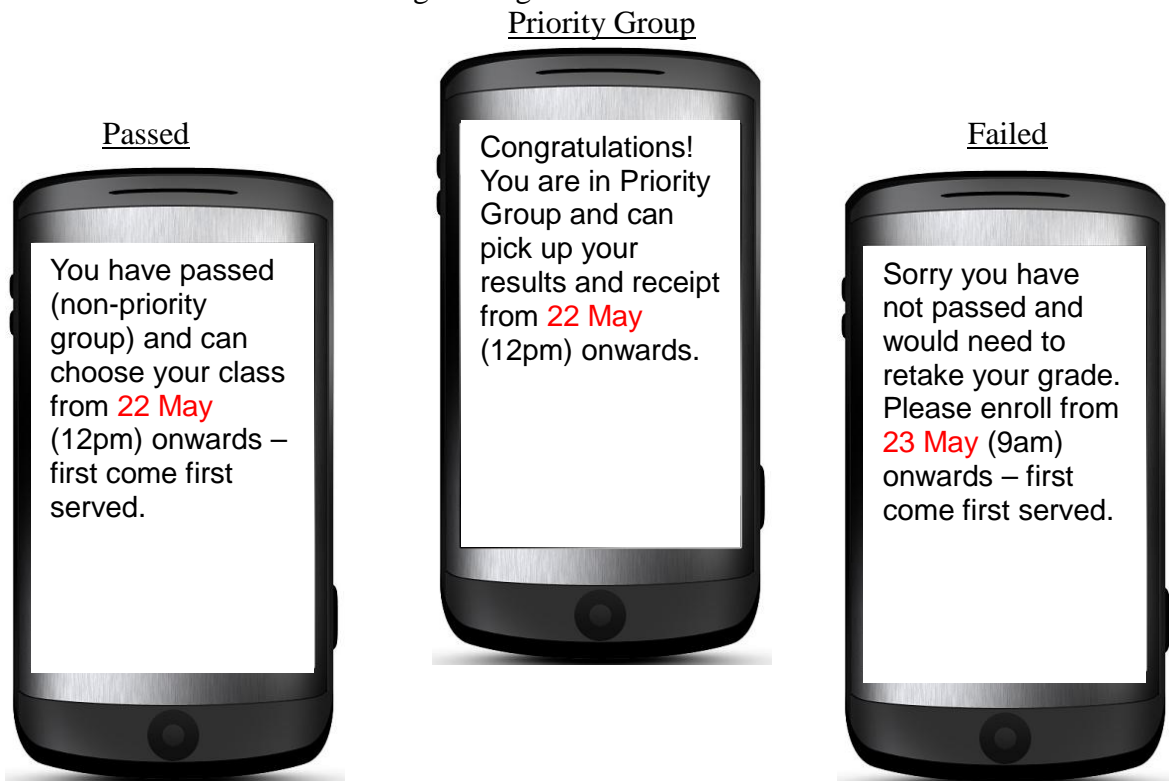 Priority Group
Passed
You have passed
(non-priority
group) and can
choose your class
from 22 May
(12pm) onwards –
first come first
served.
Congratulations!
You are in Priority
Group and can
pick up your
results and receipt
from 22 May
(12pm) onwards.
Failed
Sorry you have
not passed and
would need to
retake your grade.
Please enroll from
23 May (9am)
onwards – first
come first served.